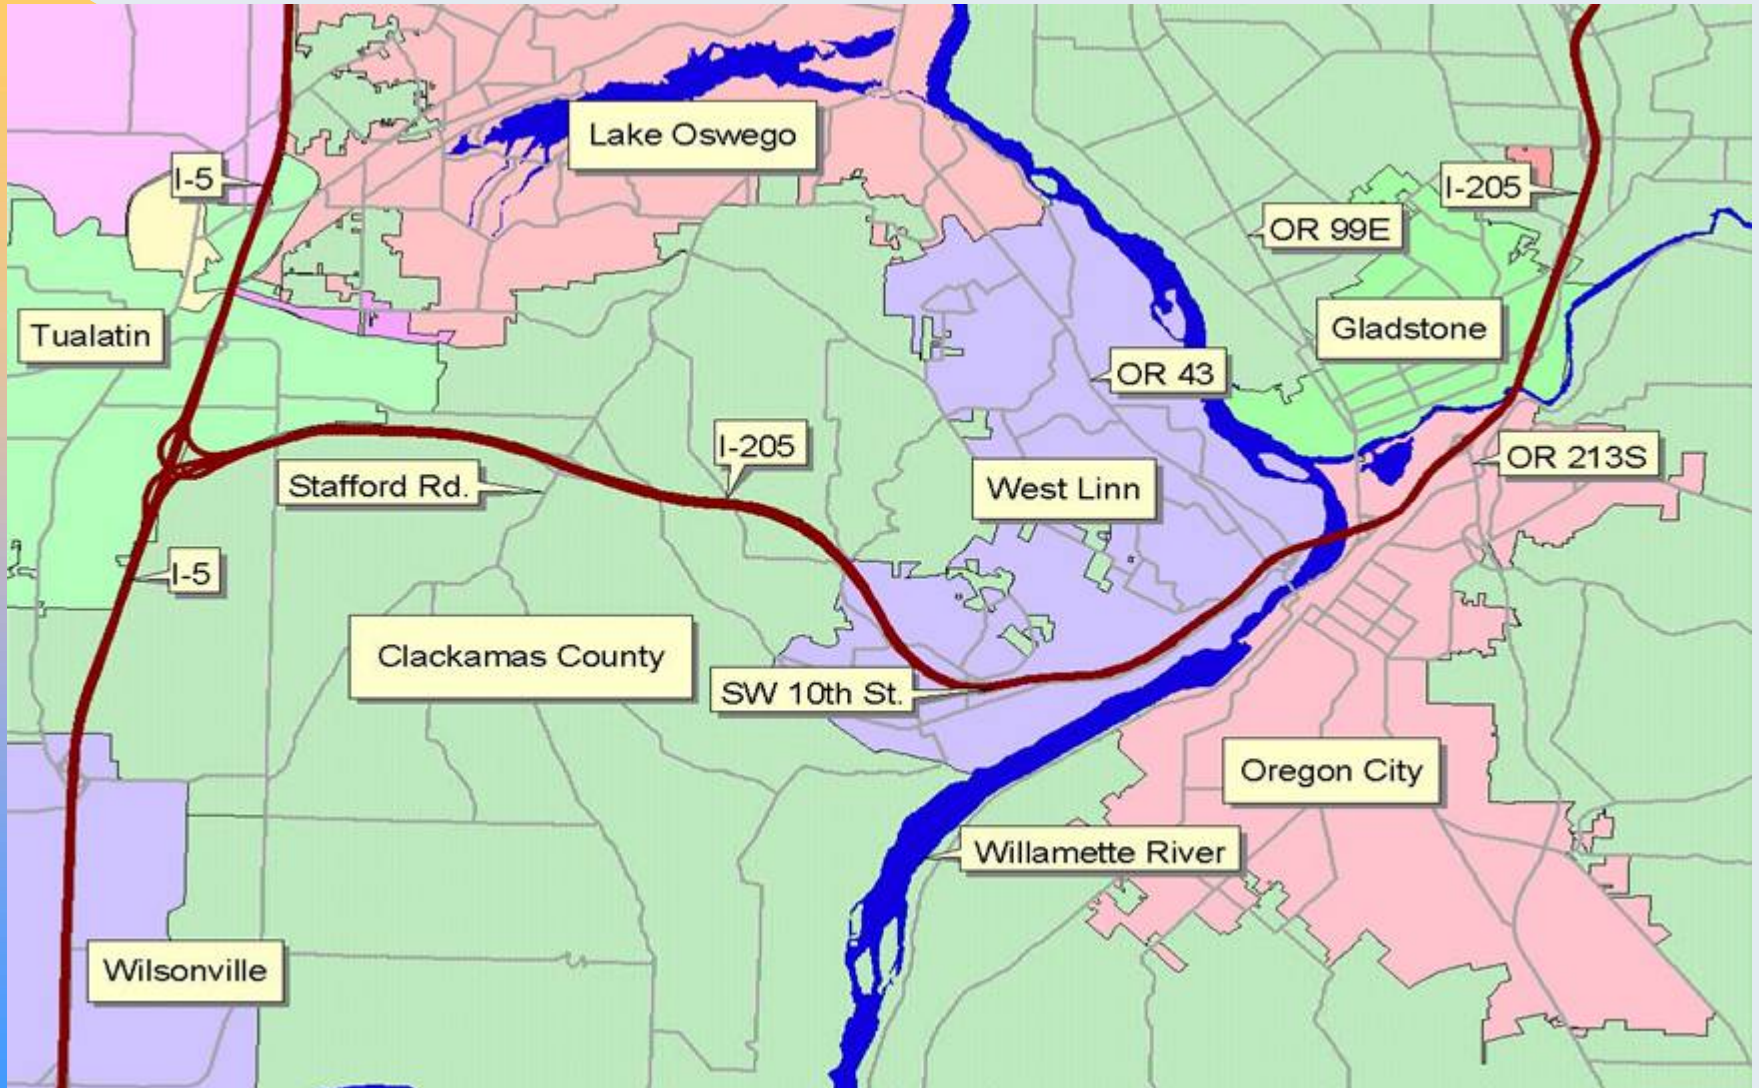 Lake Oswego
I-5
I-205
OR 99E
Tualatin
Gladstone
OR 43
I-205
OR 213S
Stafford Rd.
West Linn
I-5
Clackamas County
SW 10th St.
Oregon City
Willamette River
Wilsonville